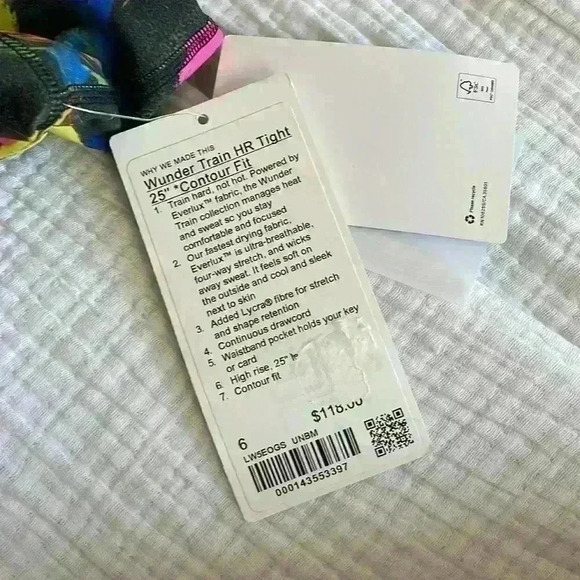 WHY WE MADE THIS
Wunder Train HR Tight
25" *Contour Fit
1. Train hard, not hot. Powered by
Everlux™ fabric, the Wunder
Train collection manages heat
and sweat so you stay
comfortable and focused
2. Our fastest drying fabric,
Everlux™ is ultra-breathable,
four-way stretch, and wicks
away sweat. It feels soft on
the outside and cool and sleek
next to skin
3. Added Lycra® fibre for stretch
and shape retention
4. Continuous drawcord
5. Waistband pocket holds your key
or card
6. High rise, 25"
7. Contour fit
$118.00
6
LW5EOGS UNBM
000143553397
Please recycle